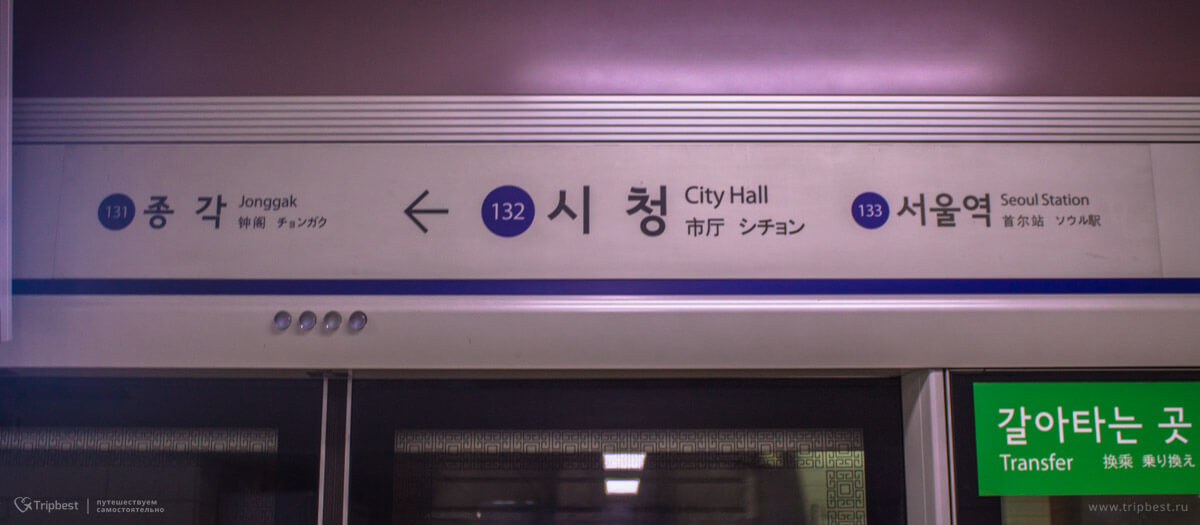 131 종 각 Jonggak
钟阁 チョンガク
← 132 시 청 City Hall
市厅 シチョン
133 서울역 Seoul Station
首尔站 ソウル駅
갈아타는 곳
Transfer 换乘 乗り換え
Tripbest
путешествуем
самостоятельно
www.tripbest.ru